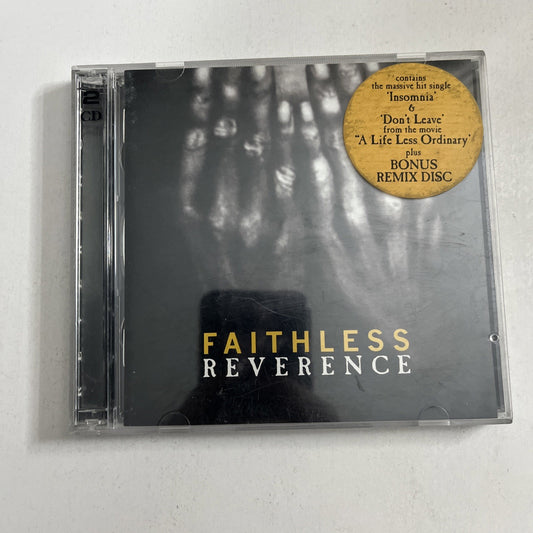 2
CD
contains
the massive hit single
'Insomnia'
&
'Don't Leave'
from the movie
"A Life Less Ordinary"
plus
BONUS
REMIX DISC
FAITHLESS
REVERENCE